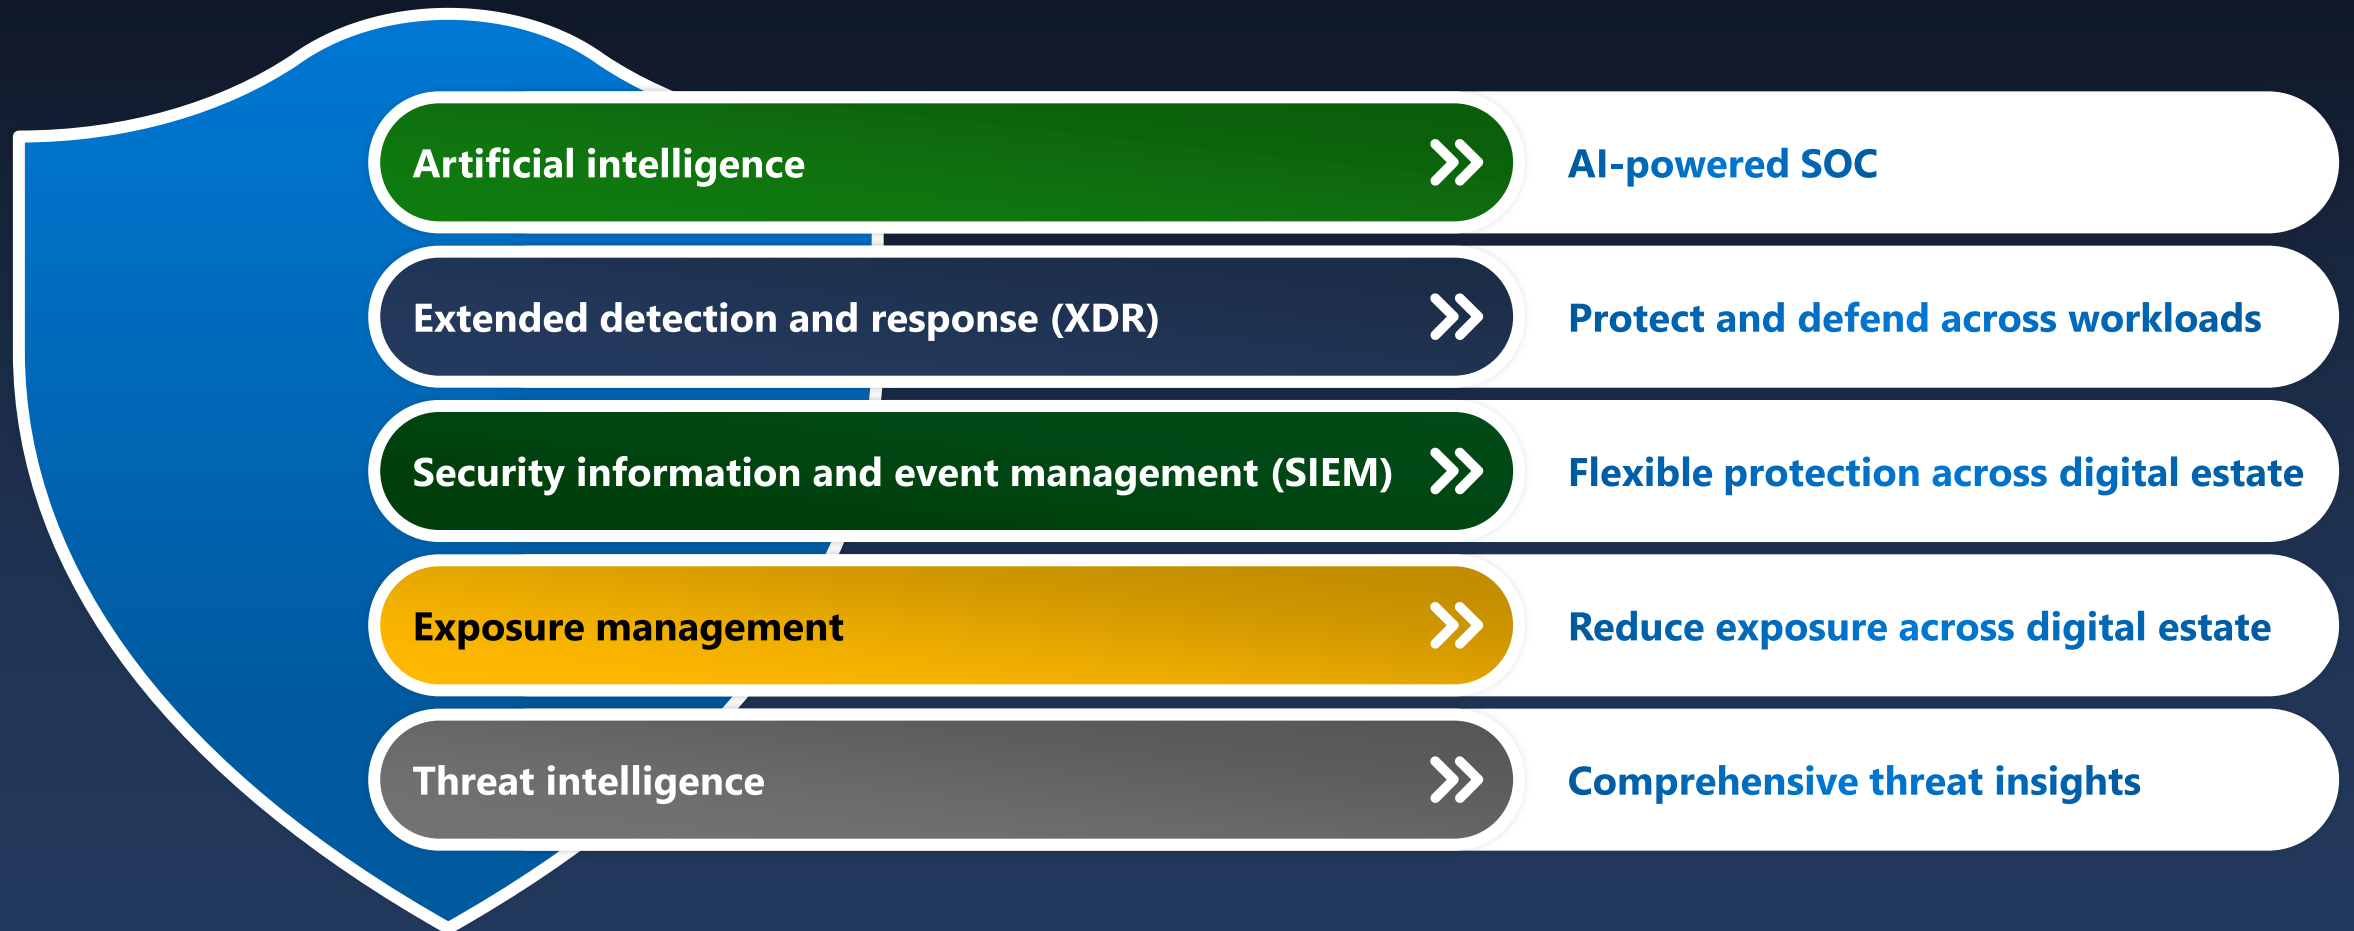 Artificial intelligence
AI-powered SOC
Extended detection and response (XDR)
Protect and defend across workloads
Security information and event management (SIEM)
Flexible protection across digital estate
Exposure management
Reduce exposure across digital estate
Threat intelligence
Comprehensive threat insights